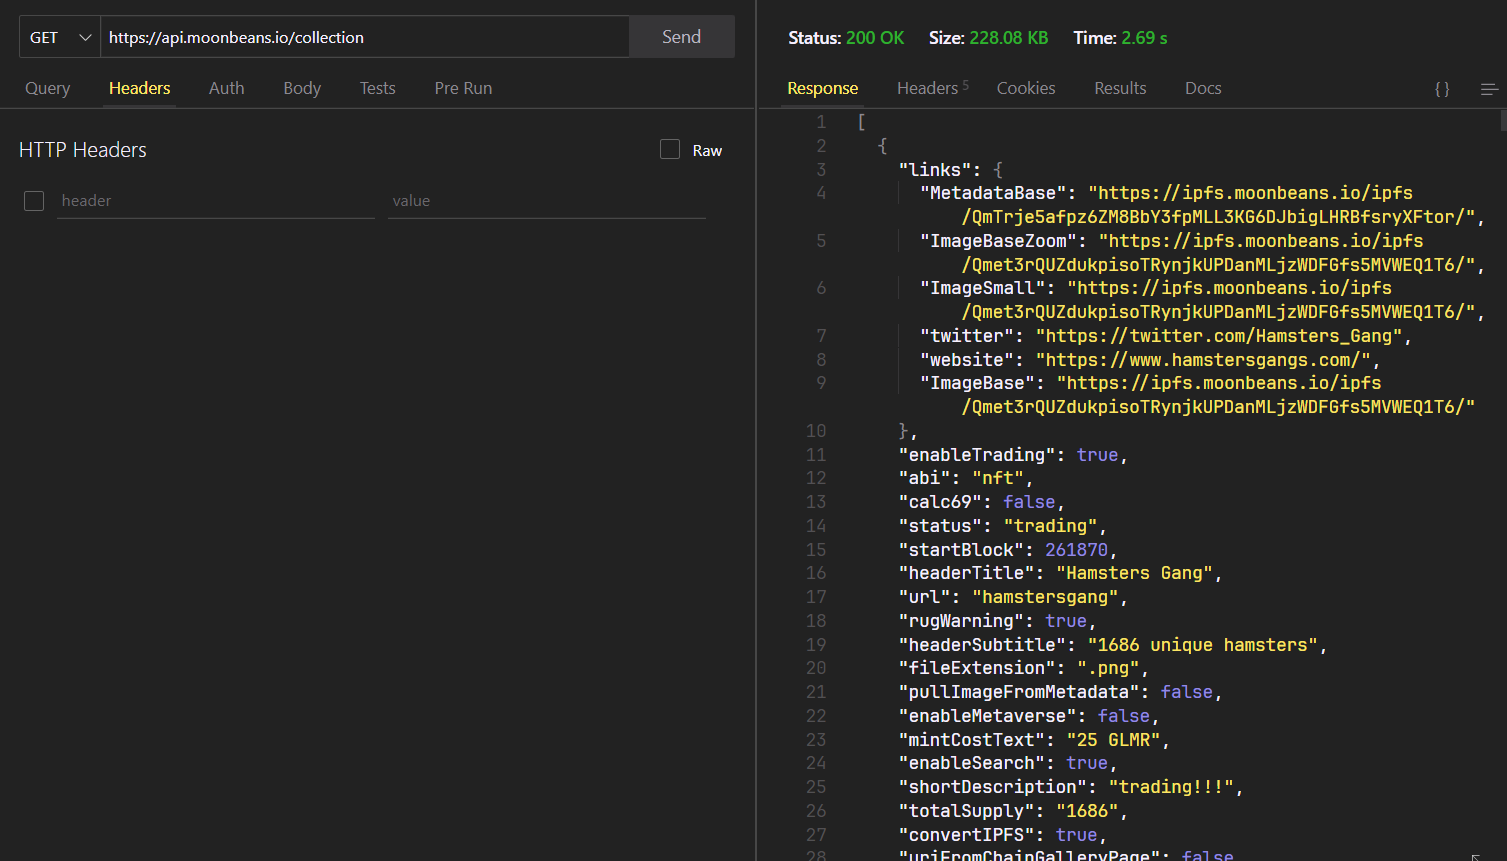 GET https://api.moonbeans.io/collection Send
Query Headers Auth Body Tests Pre Run
HTTP Headers Raw
header value
Status: 200 OK Size: 228.08 KB Time: 2.69 s
Response Headers 5 Cookies Results Docs { }
1 [
2 {
3 "links": {
4 "MetadataBase": "https://ipfs.moonbeans.io/ipfs
/QmTrje5afpz6ZM8BbY3fpMLL3KG6DJbigLHRBfsryXFtor/",
5 "ImageBaseZoom": "https://ipfs.moonbeans.io/ipfs
/Qmet3rQUZdukpisoTRynjkUPDanMLjzWDFGfs5MVWEQ1T6/",
6 "ImageSmall": "https://ipfs.moonbeans.io/ipfs
/Qmet3rQUZdukpisoTRynjkUPDanMLjzWDFGfs5MVWEQ1T6/",
7 "twitter": "https://twitter.com/Hamsters_Gang",
8 "website": "https://www.hamstersgangs.com/",
9 "ImageBase": "https://ipfs.moonbeans.io/ipfs
/Qmet3rQUZdukpisoTRynjkUPDanMLjzWDFGfs5MVWEQ1T6/"
10 },
11 "enableTrading": true,
12 "abi": "nft",
13 "calc69": false,
14 "status": "trading",
15 "startBlock": 261870,
16 "headerTitle": "Hamsters Gang",
17 "url": "hamstersgang",
18 "rugWarning": true,
19 "headerSubtitle": "1686 unique hamsters",
20 "fileExtension": ".png",
21 "pullImageFromMetadata": false,
22 "enableMetaverse": false,
23 "mintCostText": "25 GLMR",
24 "enableSearch": true,
25 "shortDescription": "trading!!!",
26 "totalSupply": "1686",
27 "convertIPFS": true,
28 "uriFromChainGalleryPage": false